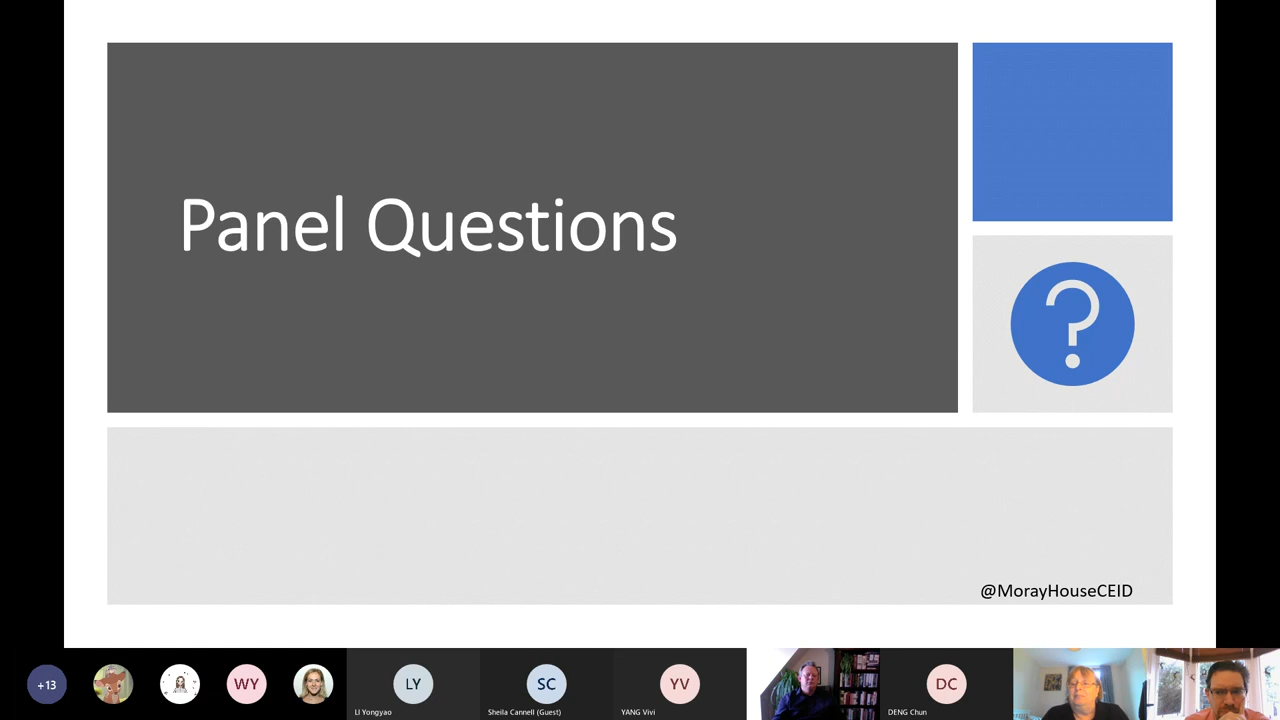 Panel Questions
?
@MorayHouseCEID
+13
WY
LY
SC
YV
DC
LI Yongyao
Sheila Cannell (Guest)
YANG Vivi
DENG Chun